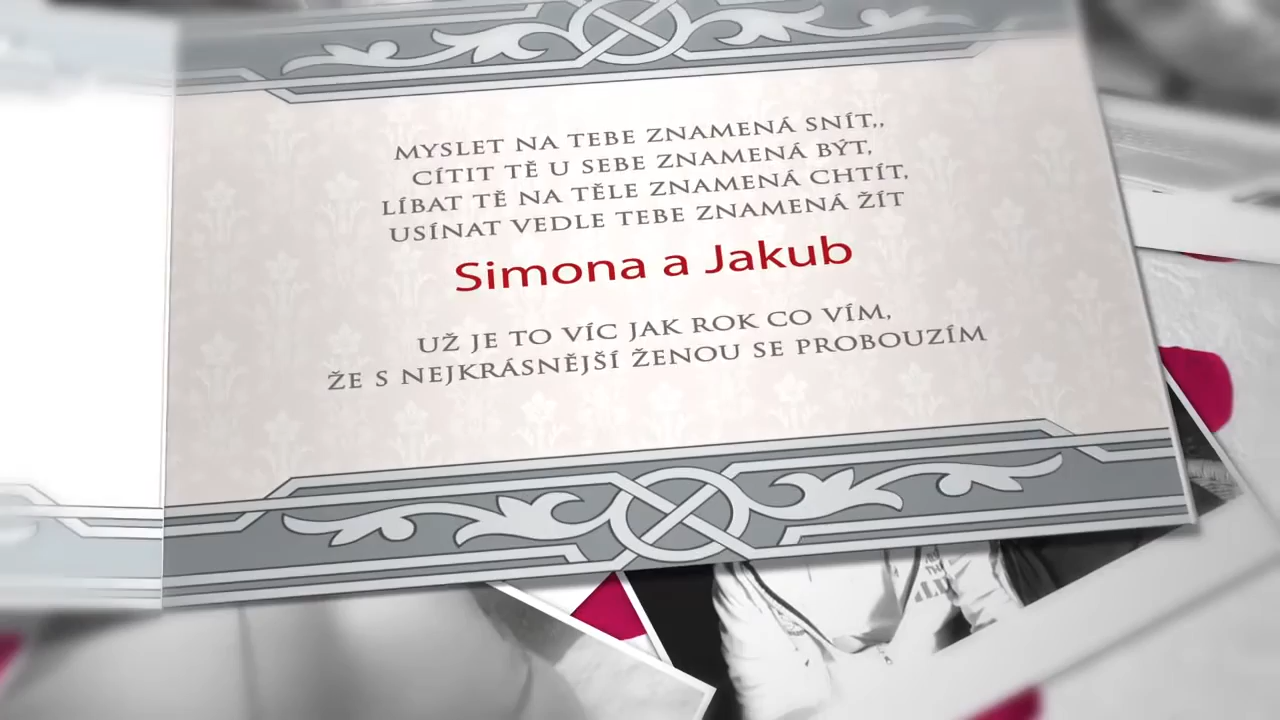 MYSLET NA TEBE ZNAMENÁ SNÍT,,
CÍTIT TĚ U SEBE ZNAMENÁ BÝT,
LÍBAT TĚ NA TĚLE ZNAMENÁ CHTÍT,
USÍNAT VEDLE TEBE ZNAMENÁ ŽÍT
Simona a Jakub
UŽ JE TO VÍC JAK ROK CO VÍM,
ŽE S NEJKRÁSNĚJŠÍ ŽENOU SE PROBOUZÍM